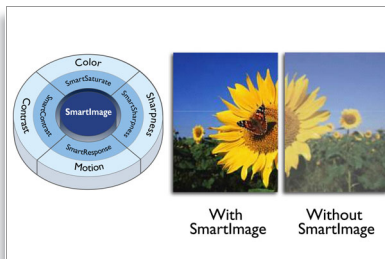 Color
SmartSaturate
Contrast
SmartContrast
SmartImage
SmartSharpness
Sharpness
SmartResponse
Motion
With
SmartImage
Without
SmartImage